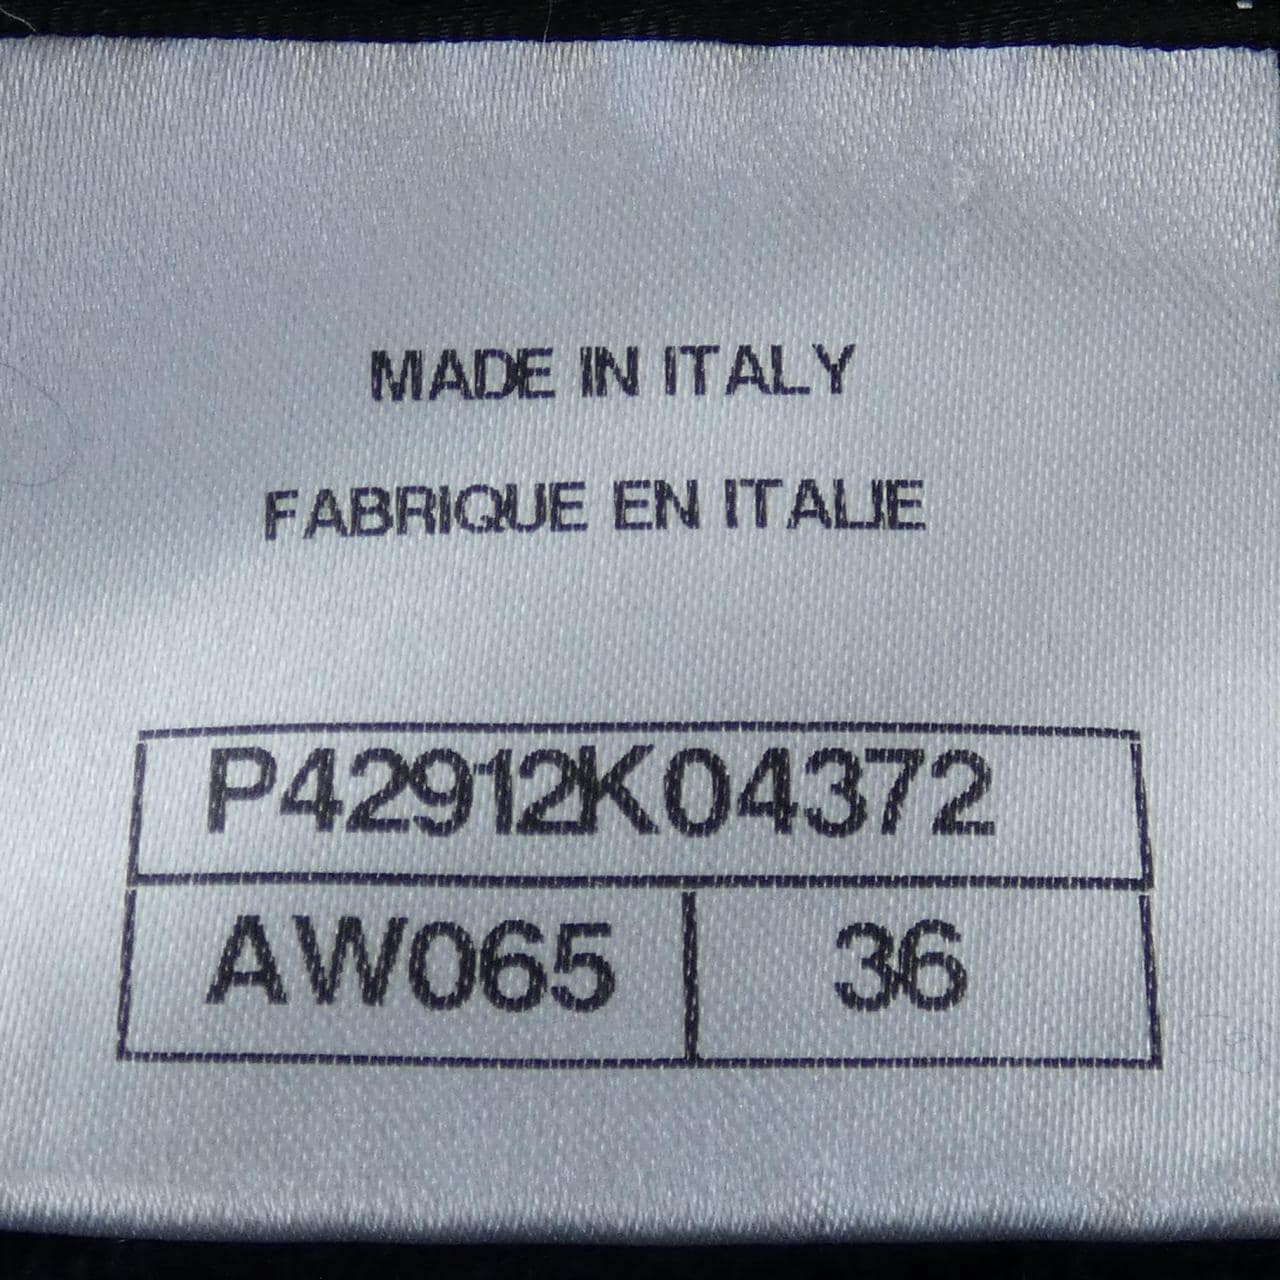 MADE IN ITALY
FABRIQUE EN ITALIE
P42912K04372
AW065 36